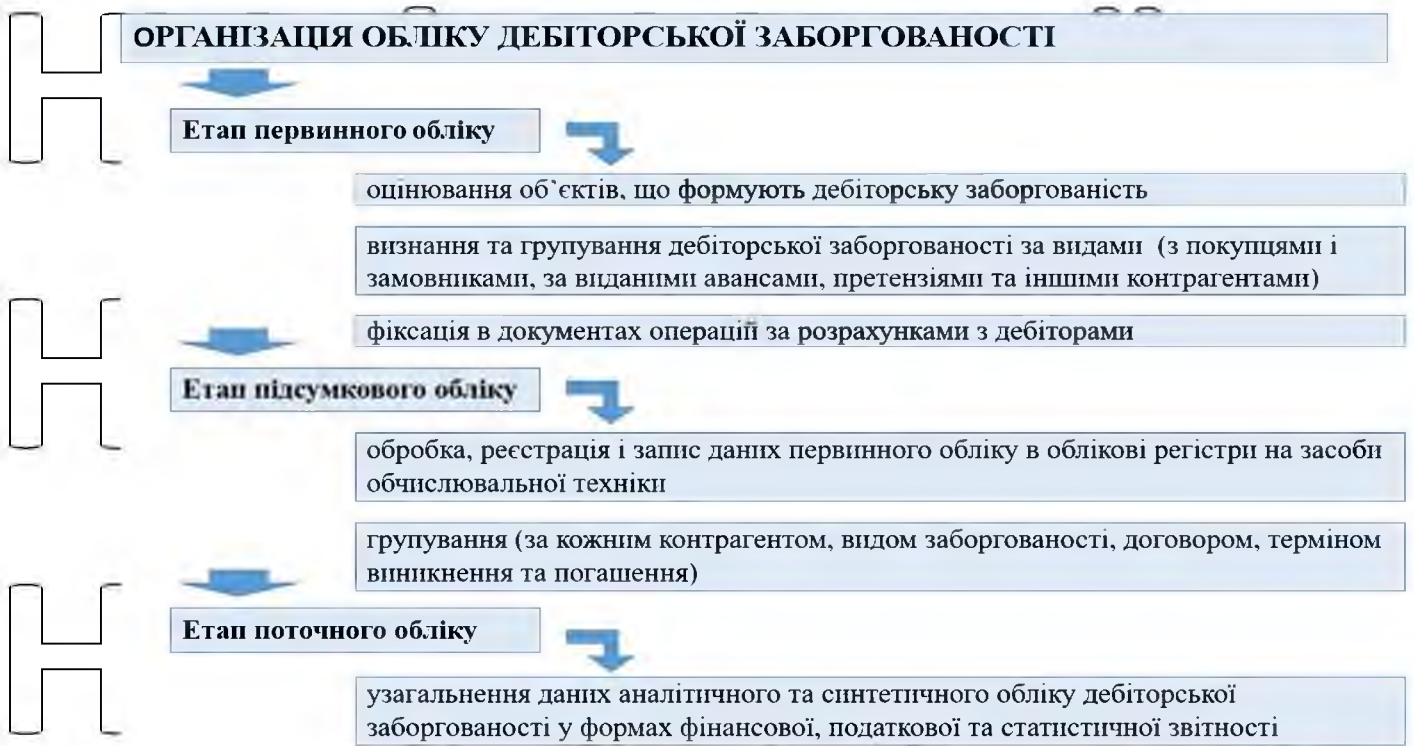 ОРГАНІЗАЦІЯ ОБЛІКУ ДЕБІТОРСЬКОЇ ЗАБОРГОВАНОСТІ
Етап первинного обліку
оцінювання об`єктів, що формують дебіторську заборгованість
визнання та групування дебіторської заборгованості за видами (з покупцями і
замовниками, за виданими авансами, претензіями та іншими контрагентами)
фіксація в документах операцій за розрахунками з дебіторами
Етап підсумкового обліку
обробка, реєстрація і запис даних первинного обліку в облікові регістри на засоби
обчислювальної техніки
групування (за кожним контрагентом, видом заборгованості, договором, терміном
виникнення та погашення)
Етап поточного обліку
узагальнення даних аналітичного та синтетичного обліку дебіторської
заборгованості у формах фінансової, податкової та статистичної звітності